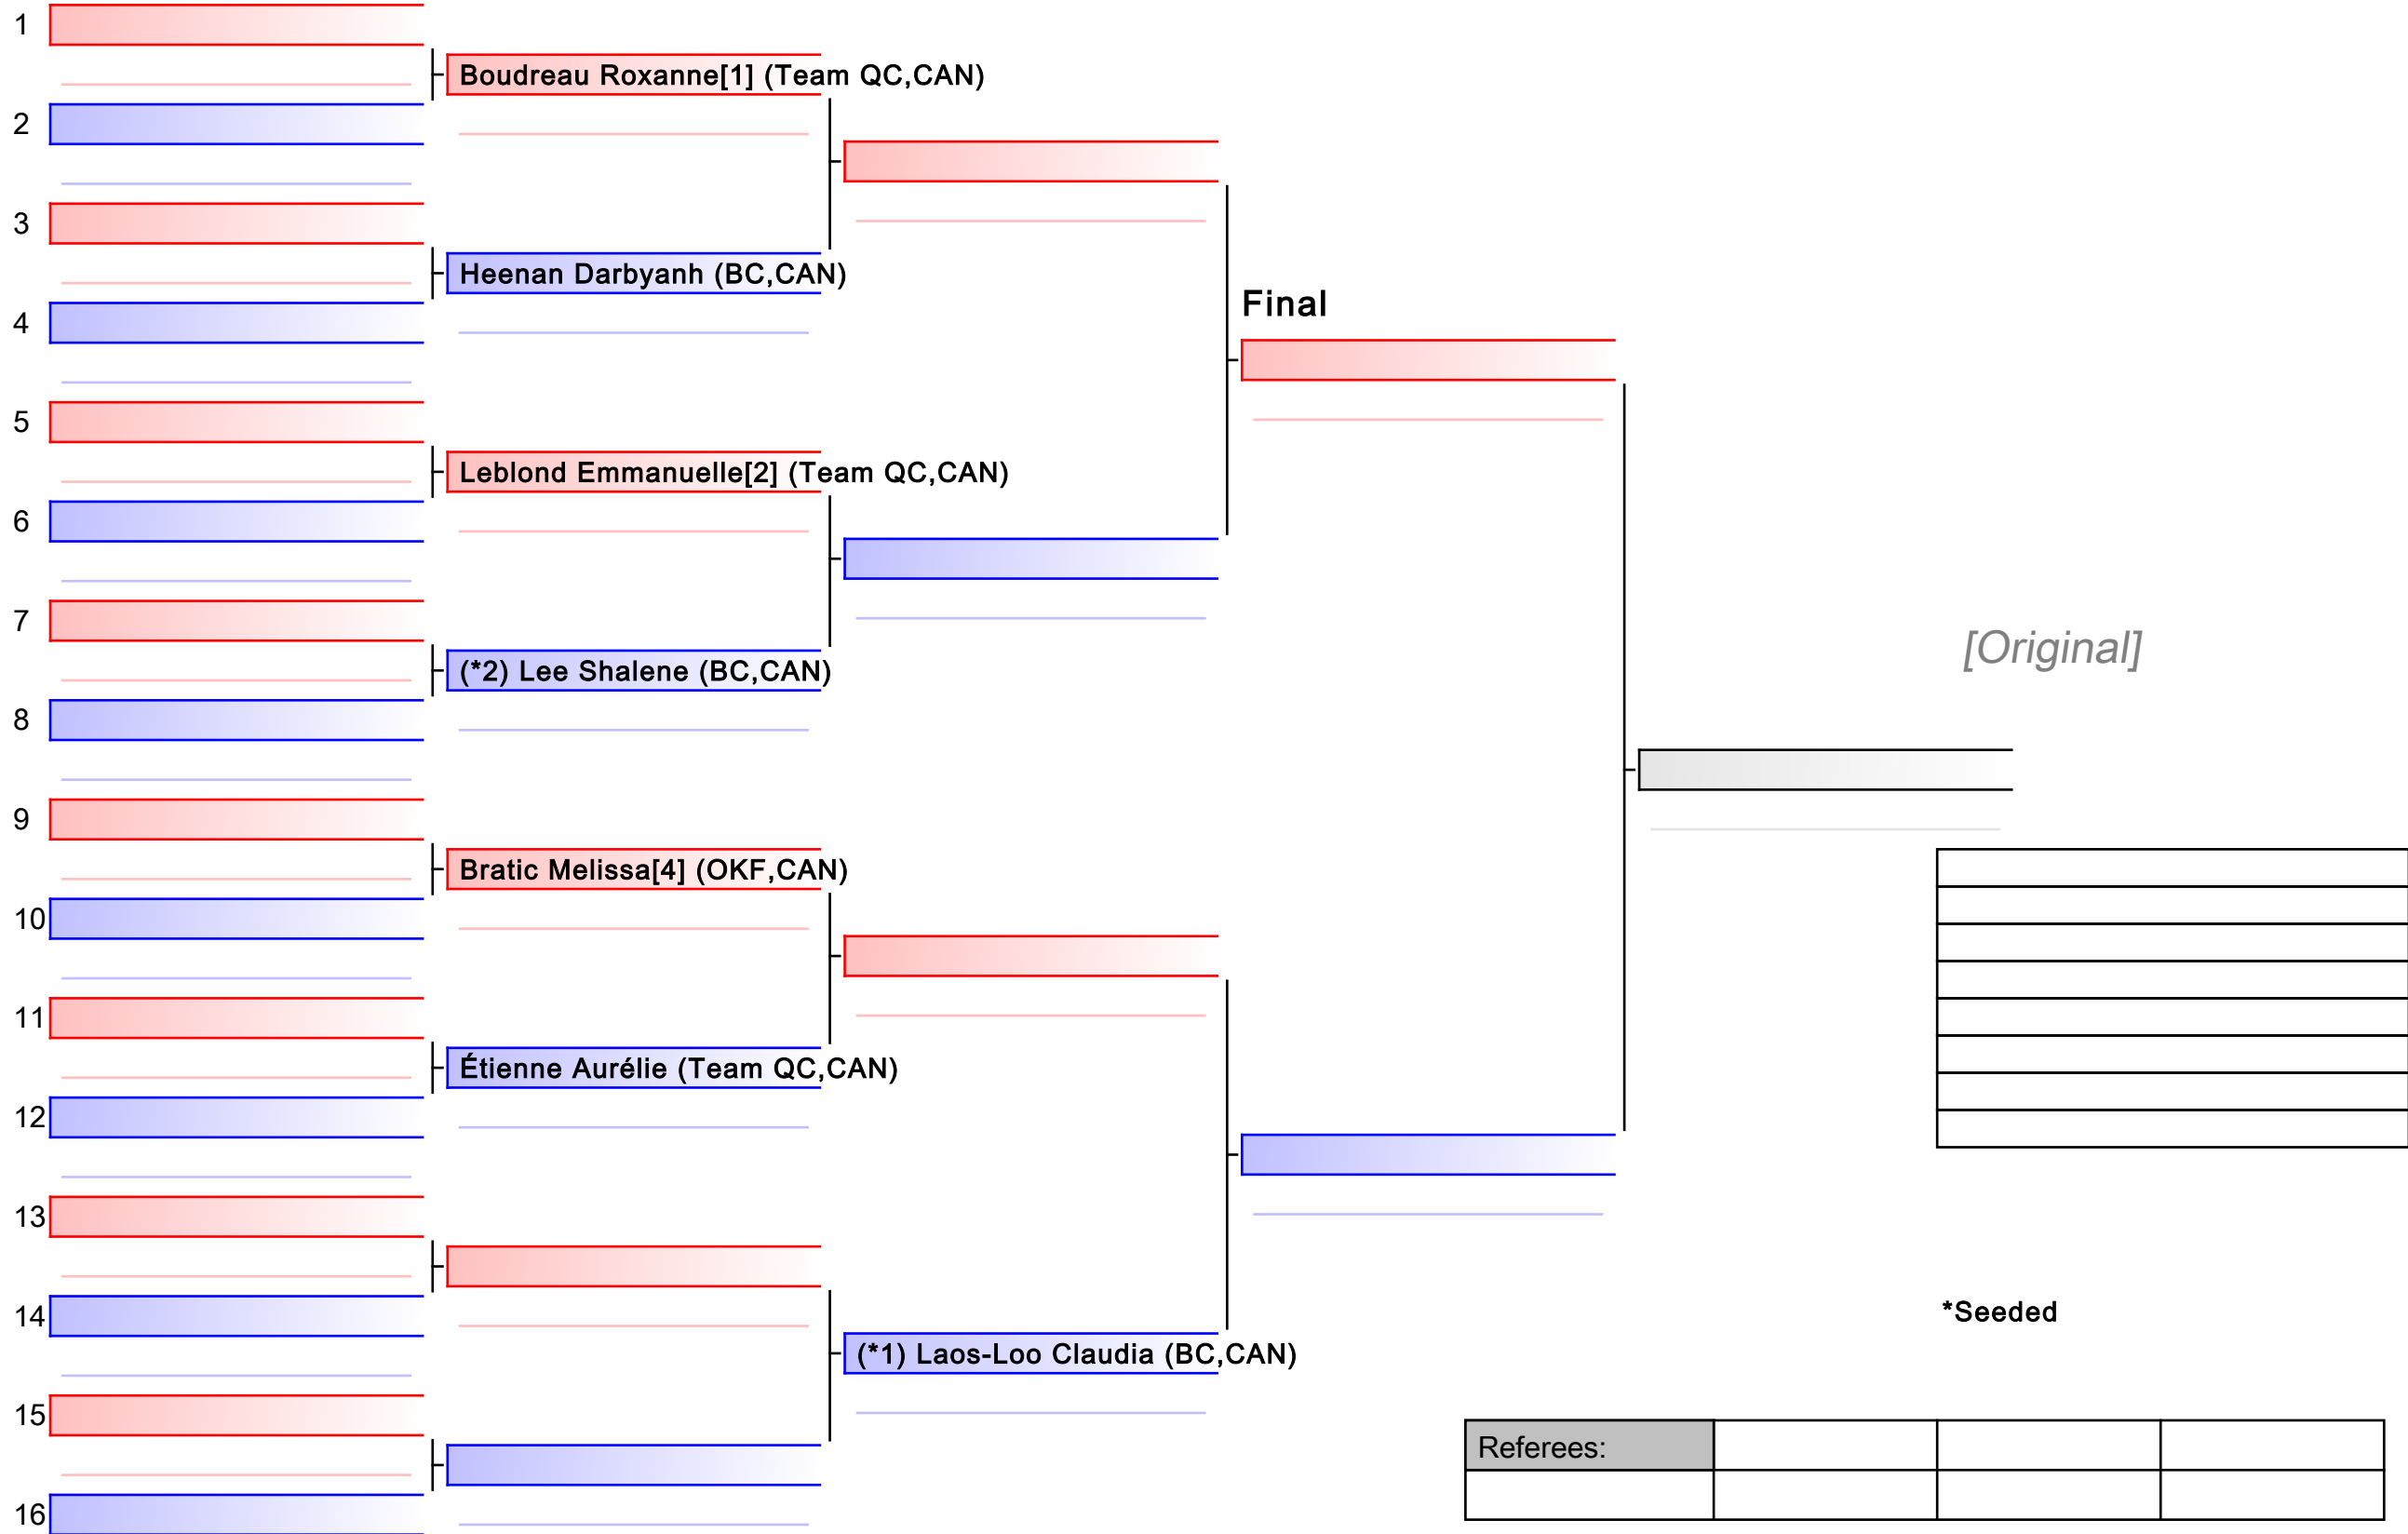 1
Boudreau Roxanne[1] (Team QC,CAN)
2
3
Heenan Darbyanh (BC,CAN)
4
Final
5
Leblond Emmanuelle[2] (Team QC,CAN)
6
7
[Original]
(*2) Lee Shalene (BC,CAN)
8
9
Bratic Melissa[4] (OKF,CAN)
10
11
Étienne Aurélie (Team QC,CAN)
12
13
14
*Seeded
(*1) Laos-Loo Claudia (BC,CAN)
15
Referees:
16